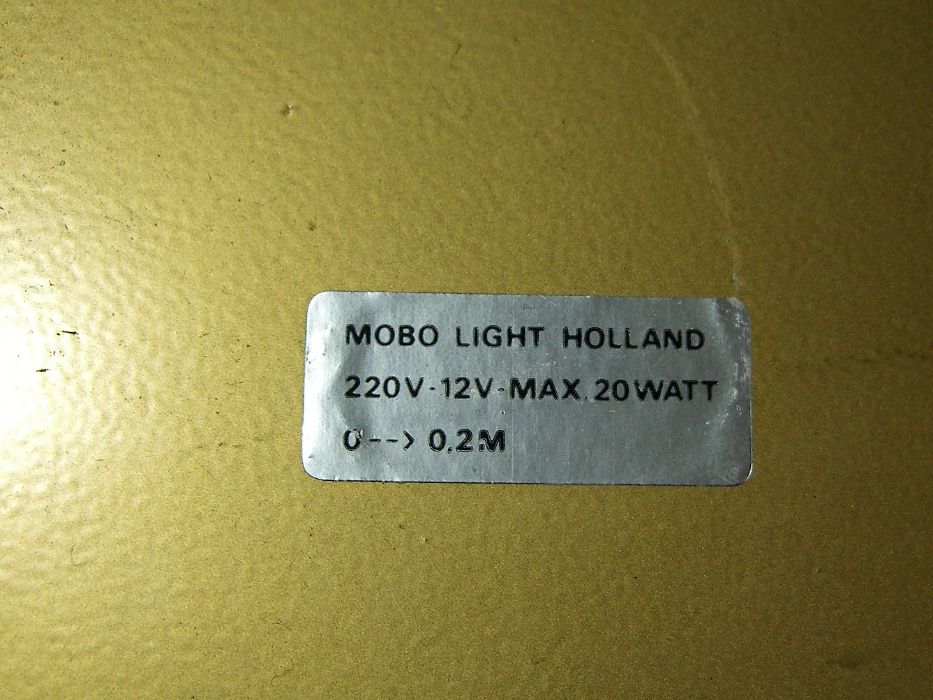 MOBO LIGHT HOLLAND
220V-12V-MAX. 20WATT
0--> 0.2M